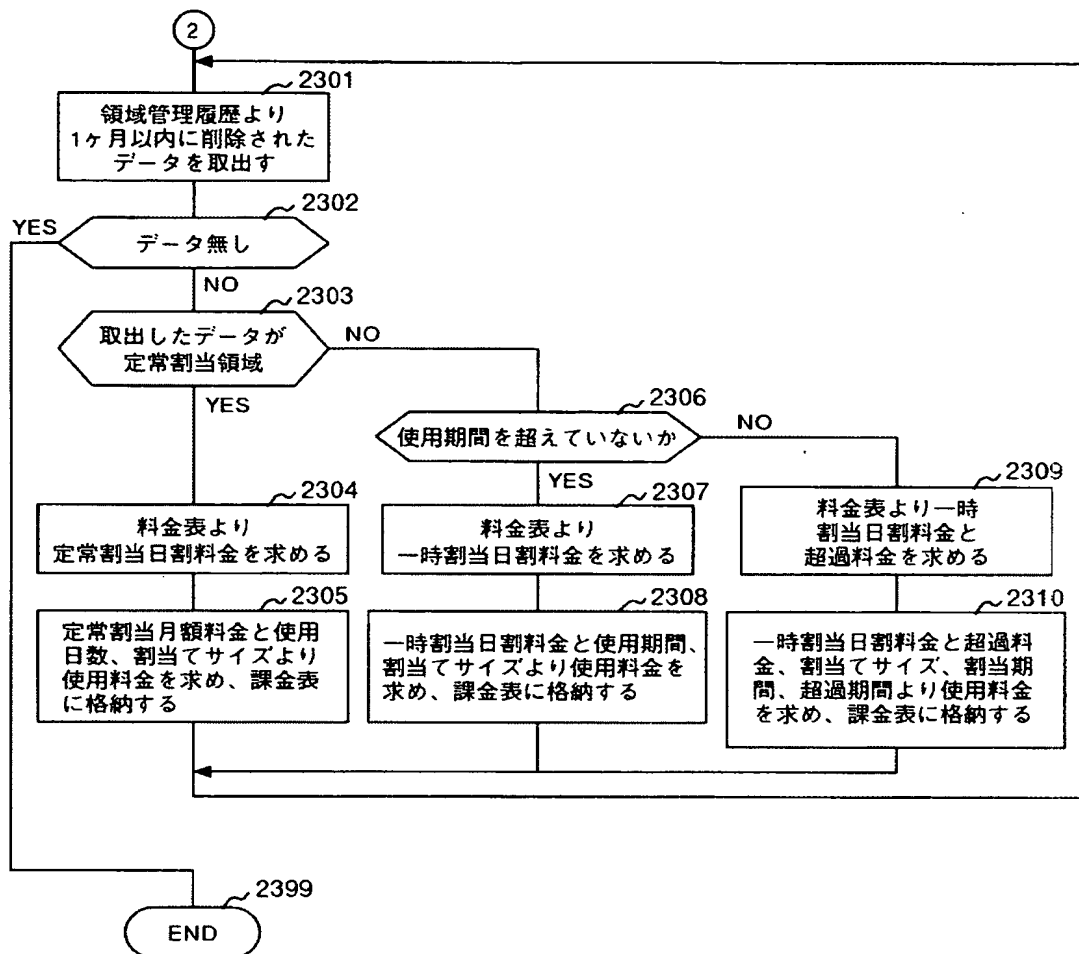 2
2301
領域管理履歴より
1ヶ月以内に削除された
データを取出す
2302
YES
データ無し
NO
2303
取出したデータが
定常割当領域
NO
YES
2306
使用期間を超えていないか
NO
YES
2304
料金表より
定常割当日割料金を求める
2307
料金表より
一時割当日割料金を求める
2309
料金表より一時
割当日割料金と
超過料金を求める
2305
定常割当月額料金と使用
日数、割当てサイズより
使用料金を求め、課金表
に格納する
2308
一時割当日割料金と使用期間、
割当てサイズより使用料金を
求め、課金表に格納する
2310
一時割当日割料金と超過料
金、割当てサイズ、割当期
間、超過期間より使用料金
を求め、課金表に格納する
2399
END